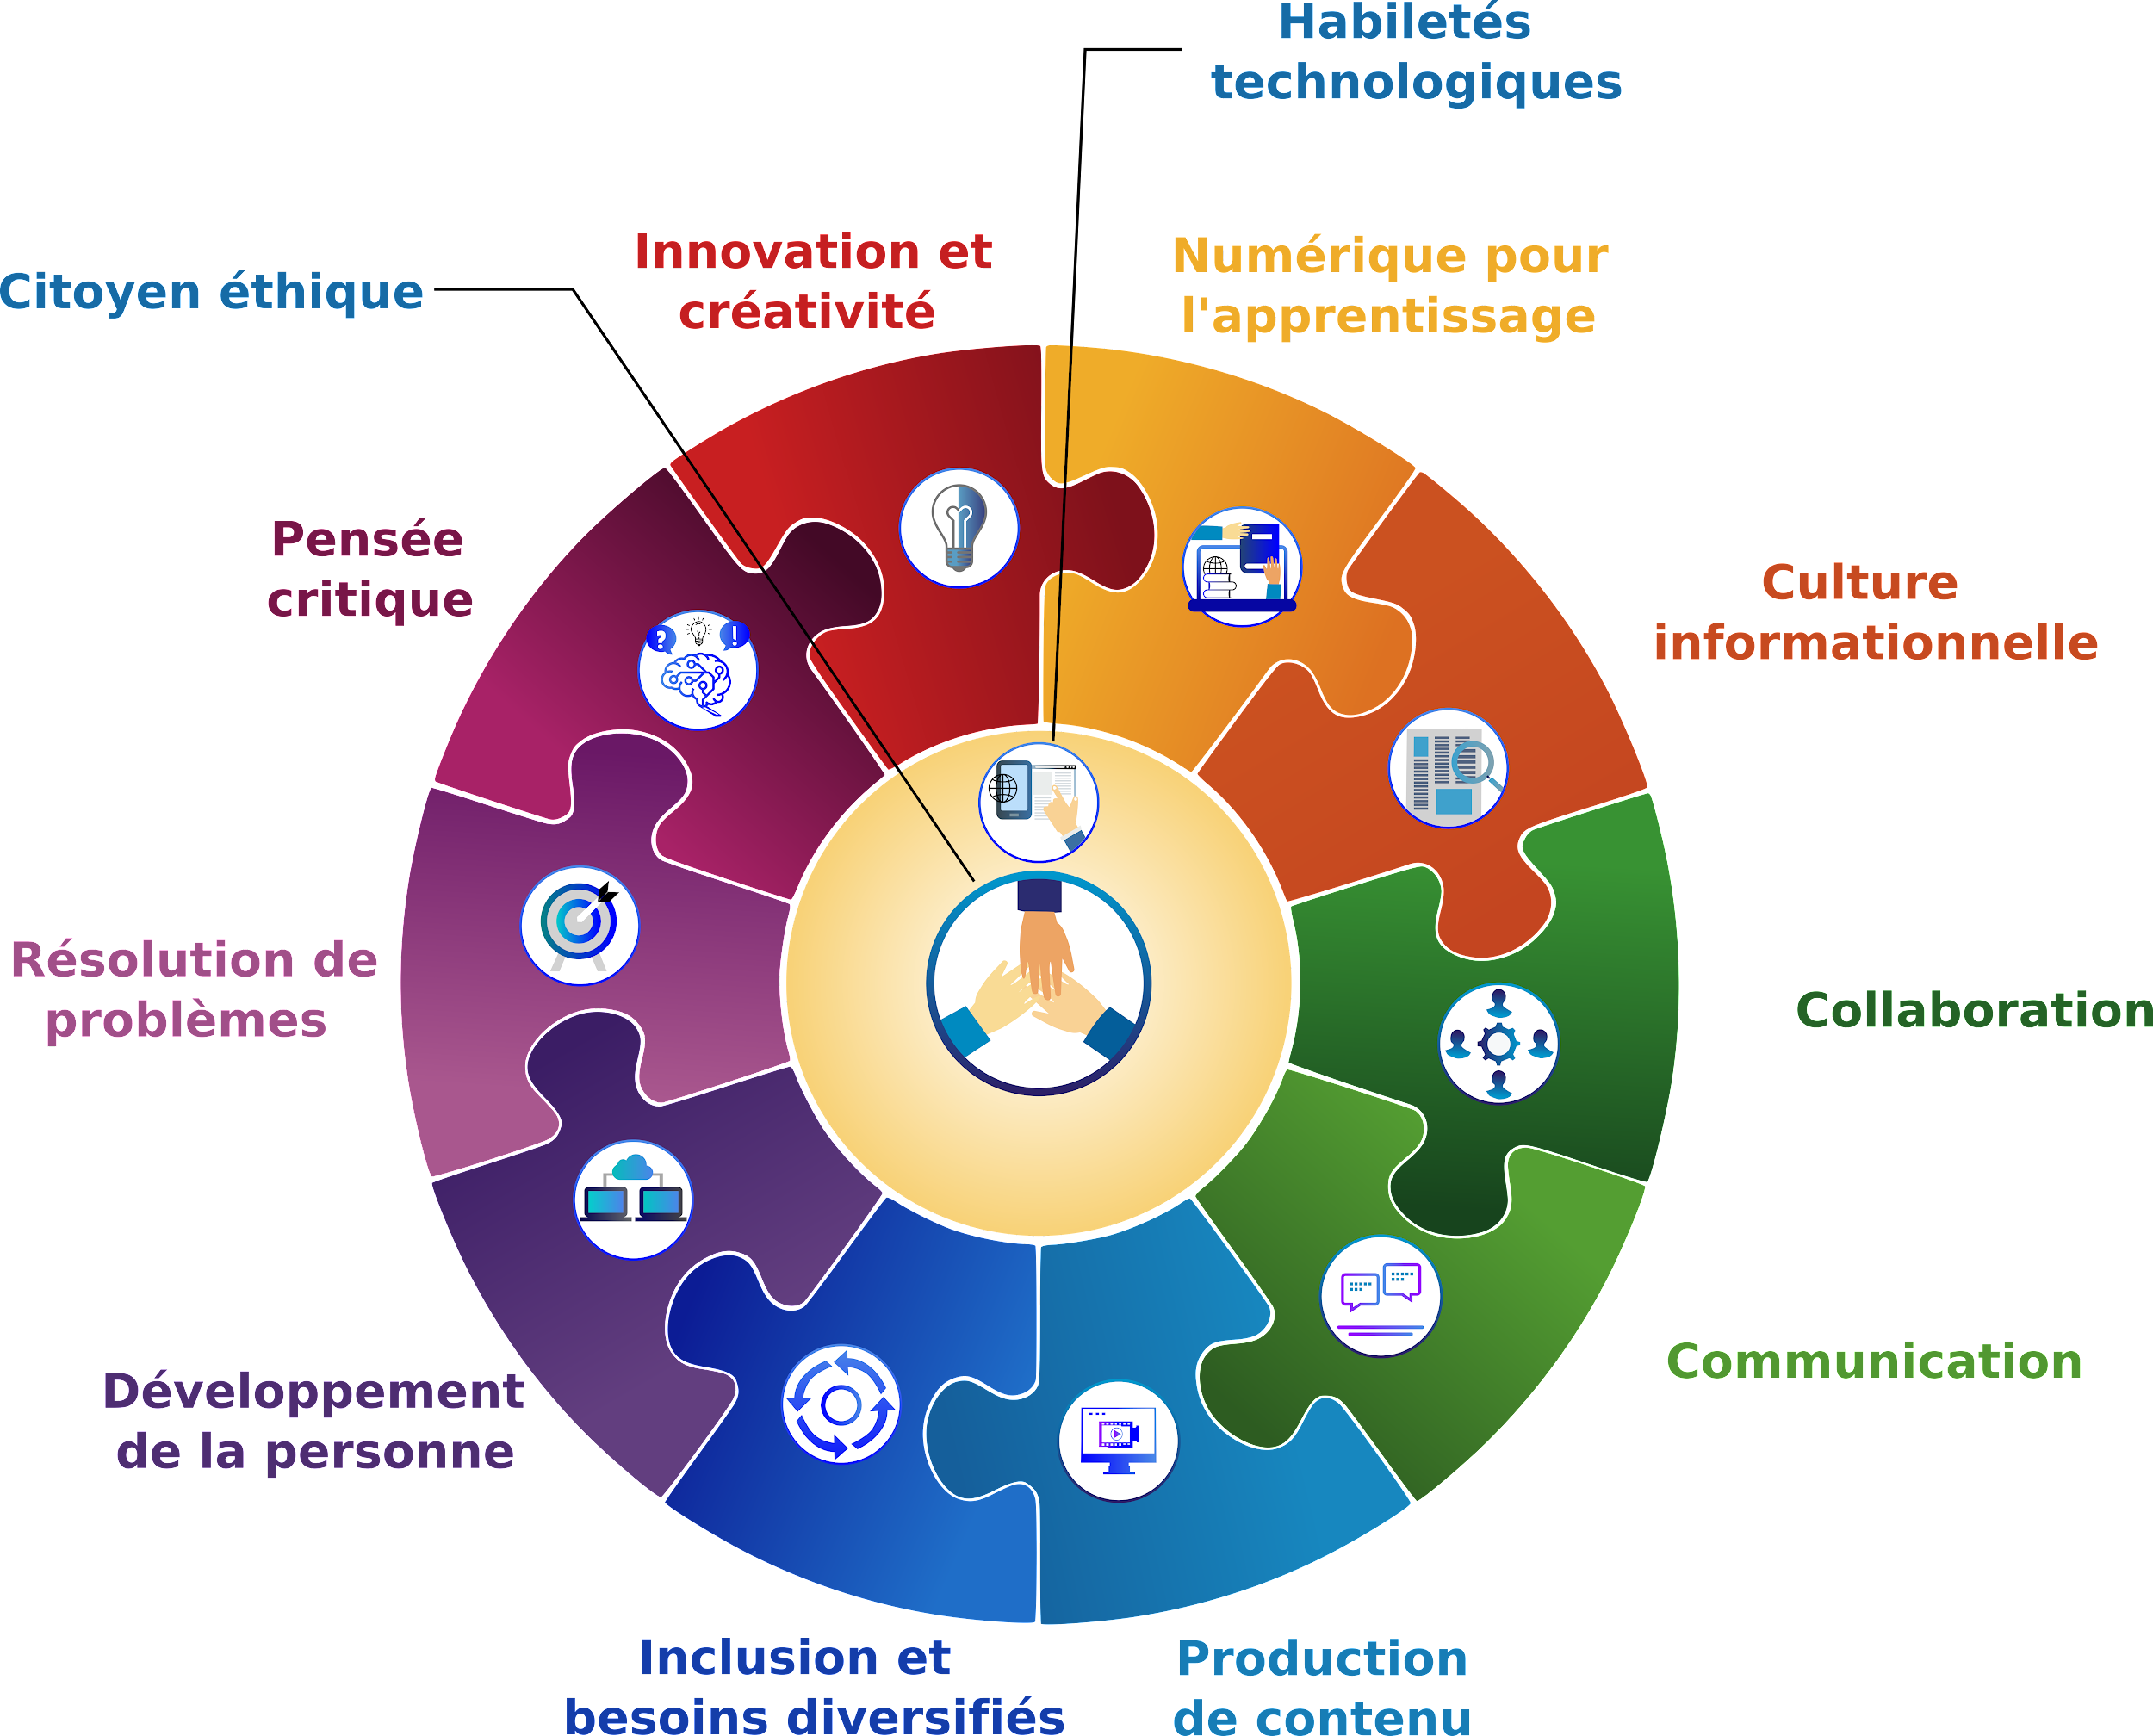 Habiletés
technologiques
Citoyen éthique
Innovation et
créativité
Numérique pour
l'apprentissage
Pensée
critique
Culture
informationnelle
Résolution de
problèmes
Collaboration
Développement
de la personne
Communication
Inclusion et
besoins diversifiés
Production
de contenu